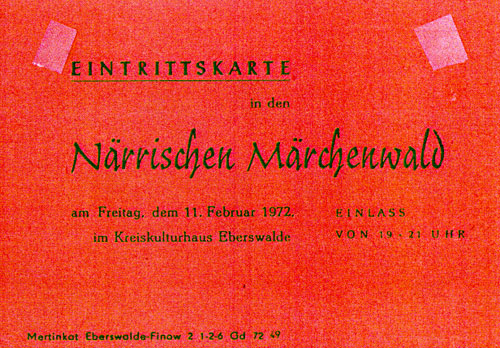 EINTRITTSKARTE
in den
Närrischen Märchenwald
am Freitag, dem 11. Februar 1972,
im Kreiskulturhaus Eberswalde
EINLASS
VON 19 - 21 UHR
Mertinkat Eberswalde-Finow 2 1-2-6 Gd 72 49